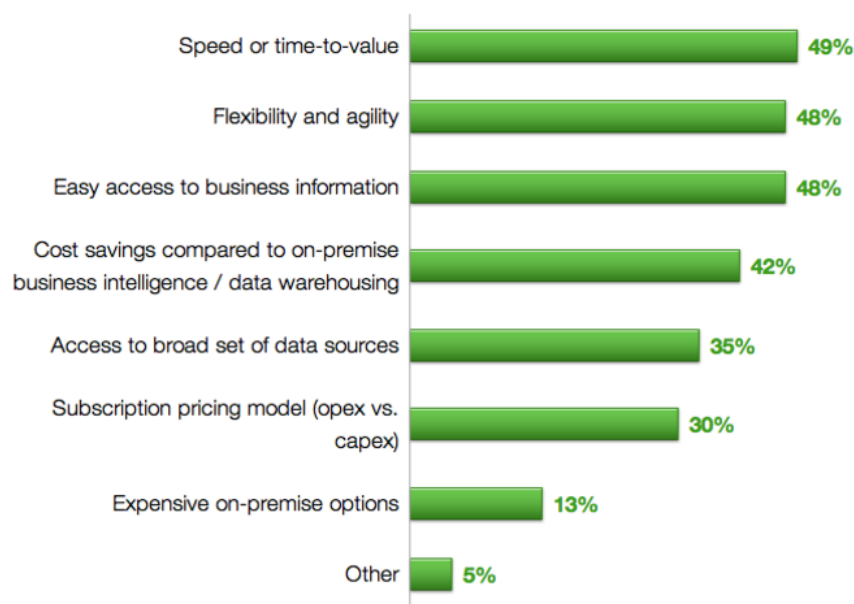 Speed or time-to-value 49%
Flexibility and agility 48%
Easy access to business information 48%
Cost savings compared to on-premise
business intelligence / data warehousing 42%
Access to broad set of data sources 35%
Subscription pricing model (opex vs.
capex) 30%
Expensive on-premise options 13%
Other 5%